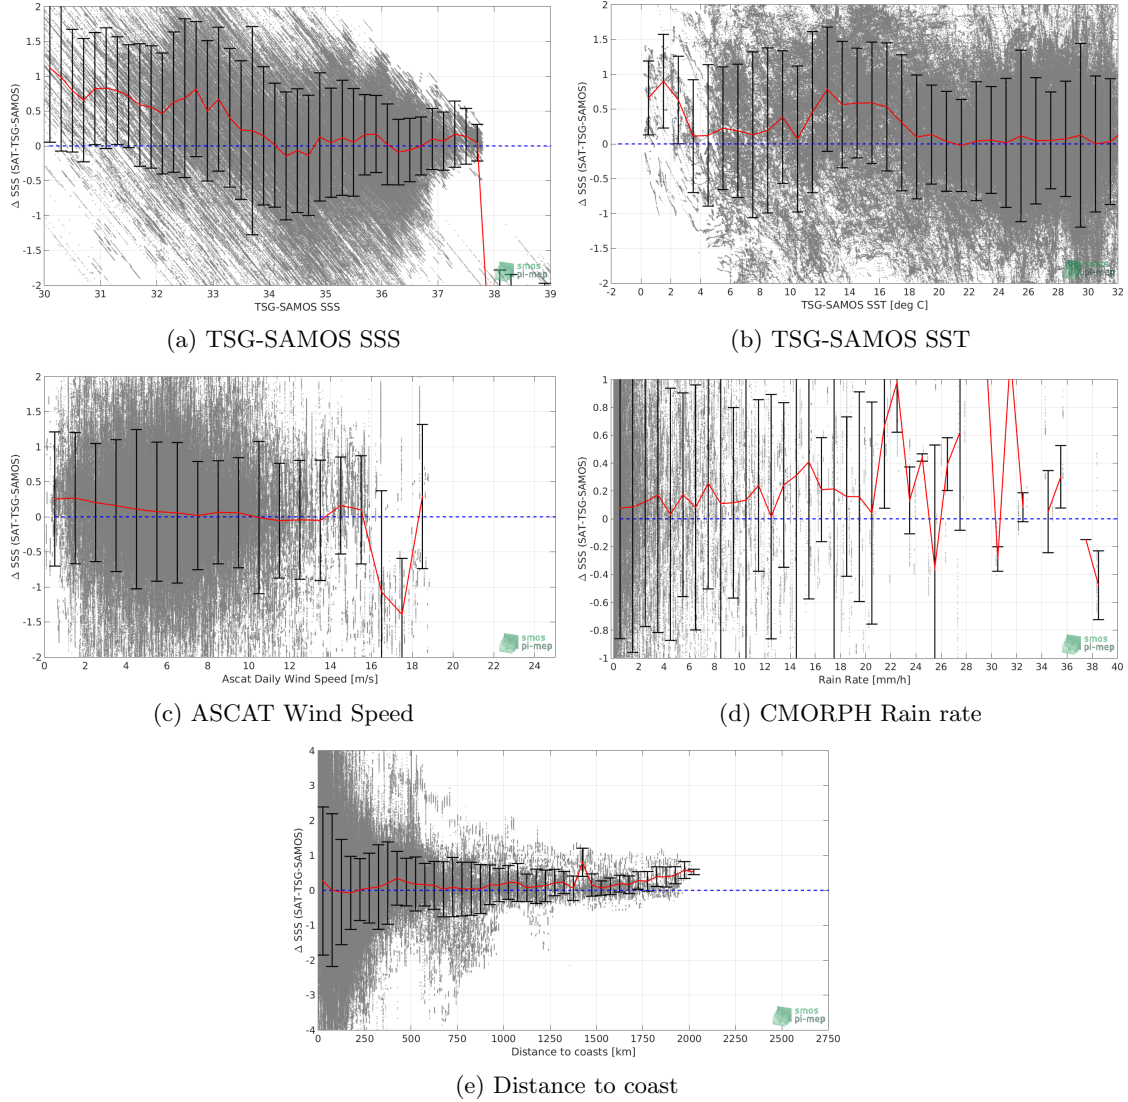 2
1.5
1
0.5
0
-0.5
-1
-1.5
-2
Δ SSS (SAT-TSG-SAMOS)
30 31 32 33 34 35 36 37 38 39
TSG-SAMOS SSS
smos
pi-mep
(a) TSG-SAMOS SSS
2
1.5
1
0.5
0
-0.5
-1
-1.5
-2
Δ SSS (SAT-TSG-SAMOS)
-2 0 2 4 6 8 10 12 14 16 18 20 22 24 26 28 30 32
TSG-SAMOS SST [deg C]
smos
pi-mep
(b) TSG-SAMOS SST
2
1.5
1
0.5
0
-0.5
-1
-1.5
-2
Δ SSS (SAT-TSG-SAMOS)
0 2 4 6 8 10 12 14 16 18 20 22 24
Ascat Daily Wind Speed [m/s]
smos
pi-mep
(c) ASCAT Wind Speed
1
0.8
0.6
0.4
0.2
0
-0.2
-0.4
-0.6
-0.8
-1
Δ SSS (SAT-TSG-SAMOS)
0 2 4 6 8 10 12 14 16 18 20 22 24 26 28 30 32 34 36 38 40
Rain Rate [mm/h]
smos
pi-mep
(d) CMORPH Rain rate
4
3
2
1
0
-1
-2
-3
-4
Δ SSS (SAT-TSG-SAMOS)
0 250 500 750 1000 1250 1500 1750 2000 2250 2500 2750
Distance to coasts [km]
smos
pi-mep
(e) Distance to coast